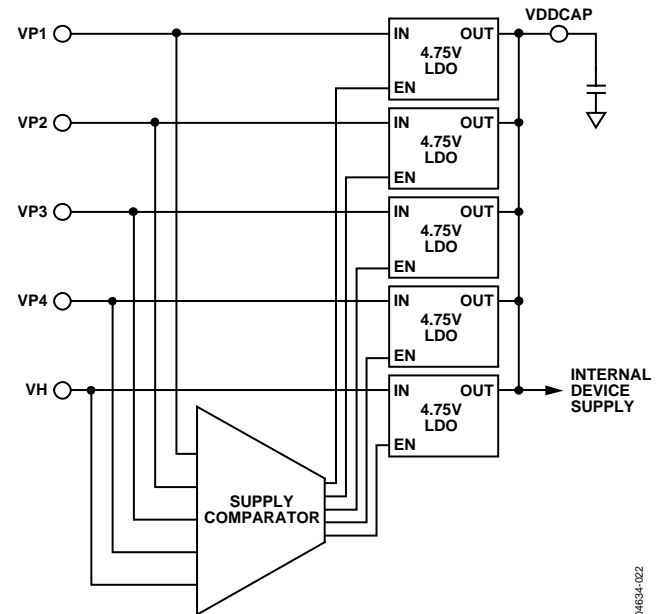 VDDCAP
VP1
IN OUT
4.75V
LDO
EN
VP2
IN OUT
4.75V
LDO
EN
VP3
IN OUT
4.75V
LDO
EN
VP4
IN OUT
4.75V
LDO
EN
VH
IN OUT
4.75V
LDO
EN
INTERNAL
DEVICE
SUPPLY
SUPPLY
COMPARATOR
04634-022